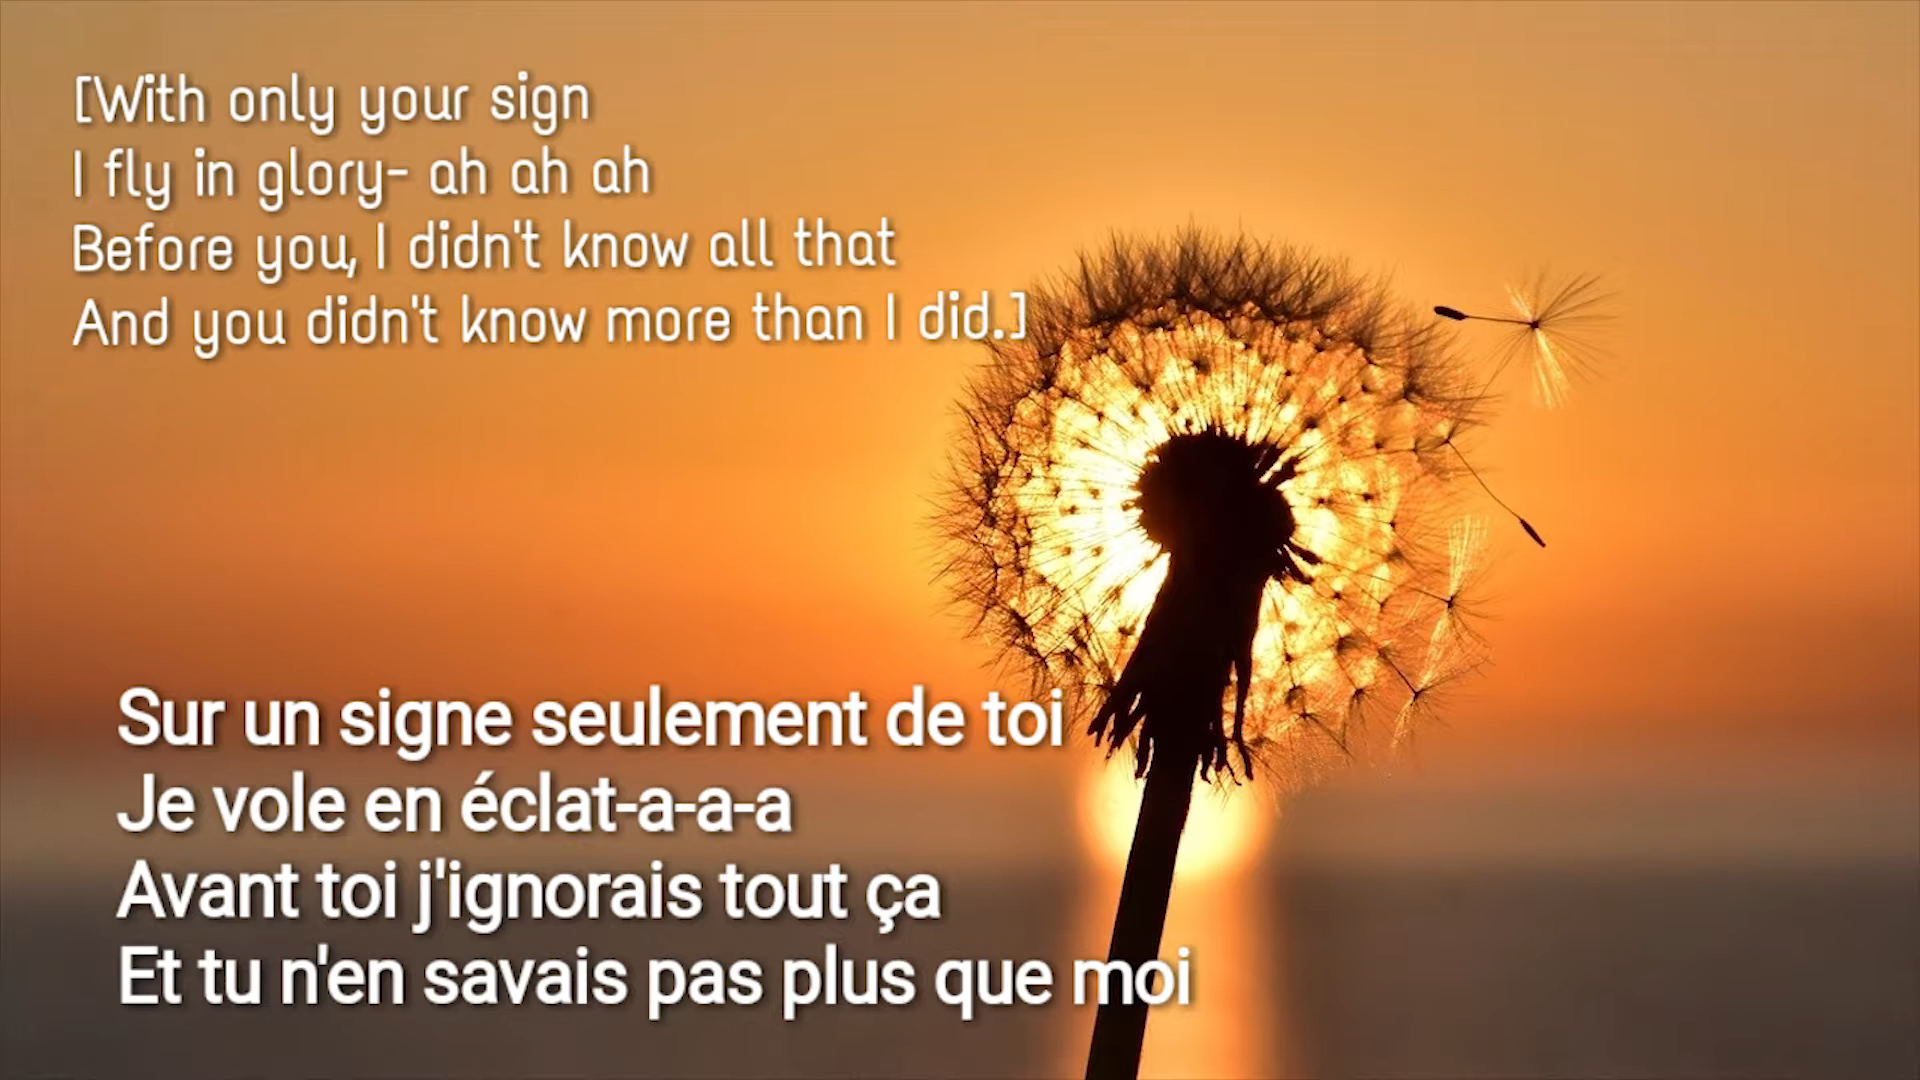 [With only your sign
I fly in glory- ah ah ah
Before you, I didn't know all that
And you didn't know more than I did.]
Sur un signe seulement de toi
Je vole en éclat-a-a-a
Avant toi j'ignorais tout ça
Et tu n'en savais pas plus que moi